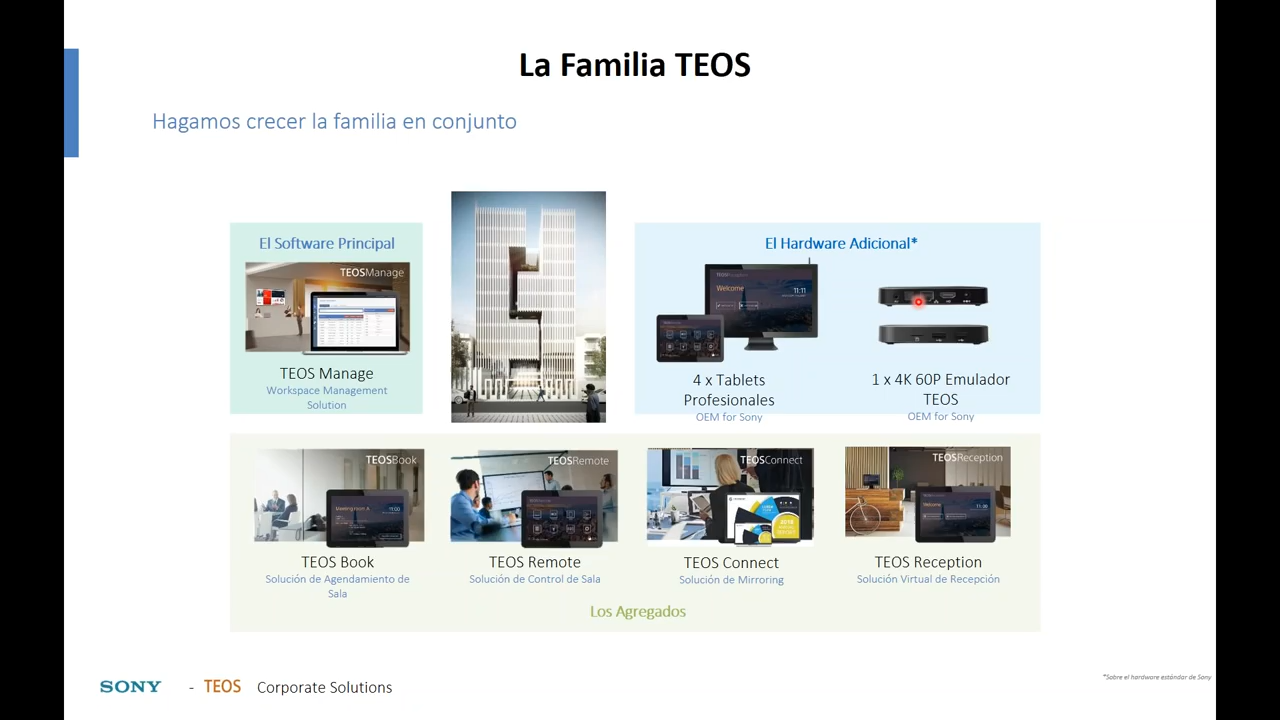 La Familia TEOS
Hagamos crecer la familia en conjunto
El Software Principal
TEOSManage
TEOS Manage
Workspace Management
Solution
El Hardware Adicional*
Welcome
11:11
4 x Tablets
Profesionales
OEM for Sony
1 x 4K 60P Emulador
TEOS
OEM for Sony
TEOSBook
Meeting room A
TEOS Book
Solución de Agendamiento de
Sala
TEOSRemote
TEOS Remote
Solución de Control de Sala
TEOSConnect
TEOS Connect
Solución de Mirroring
TEOSReception
Welcome
TEOS Reception
Solución Virtual de Recepción
Los Agregados
SONY - TEOS Corporate Solutions
*Sobre el hardware estándar de Sony